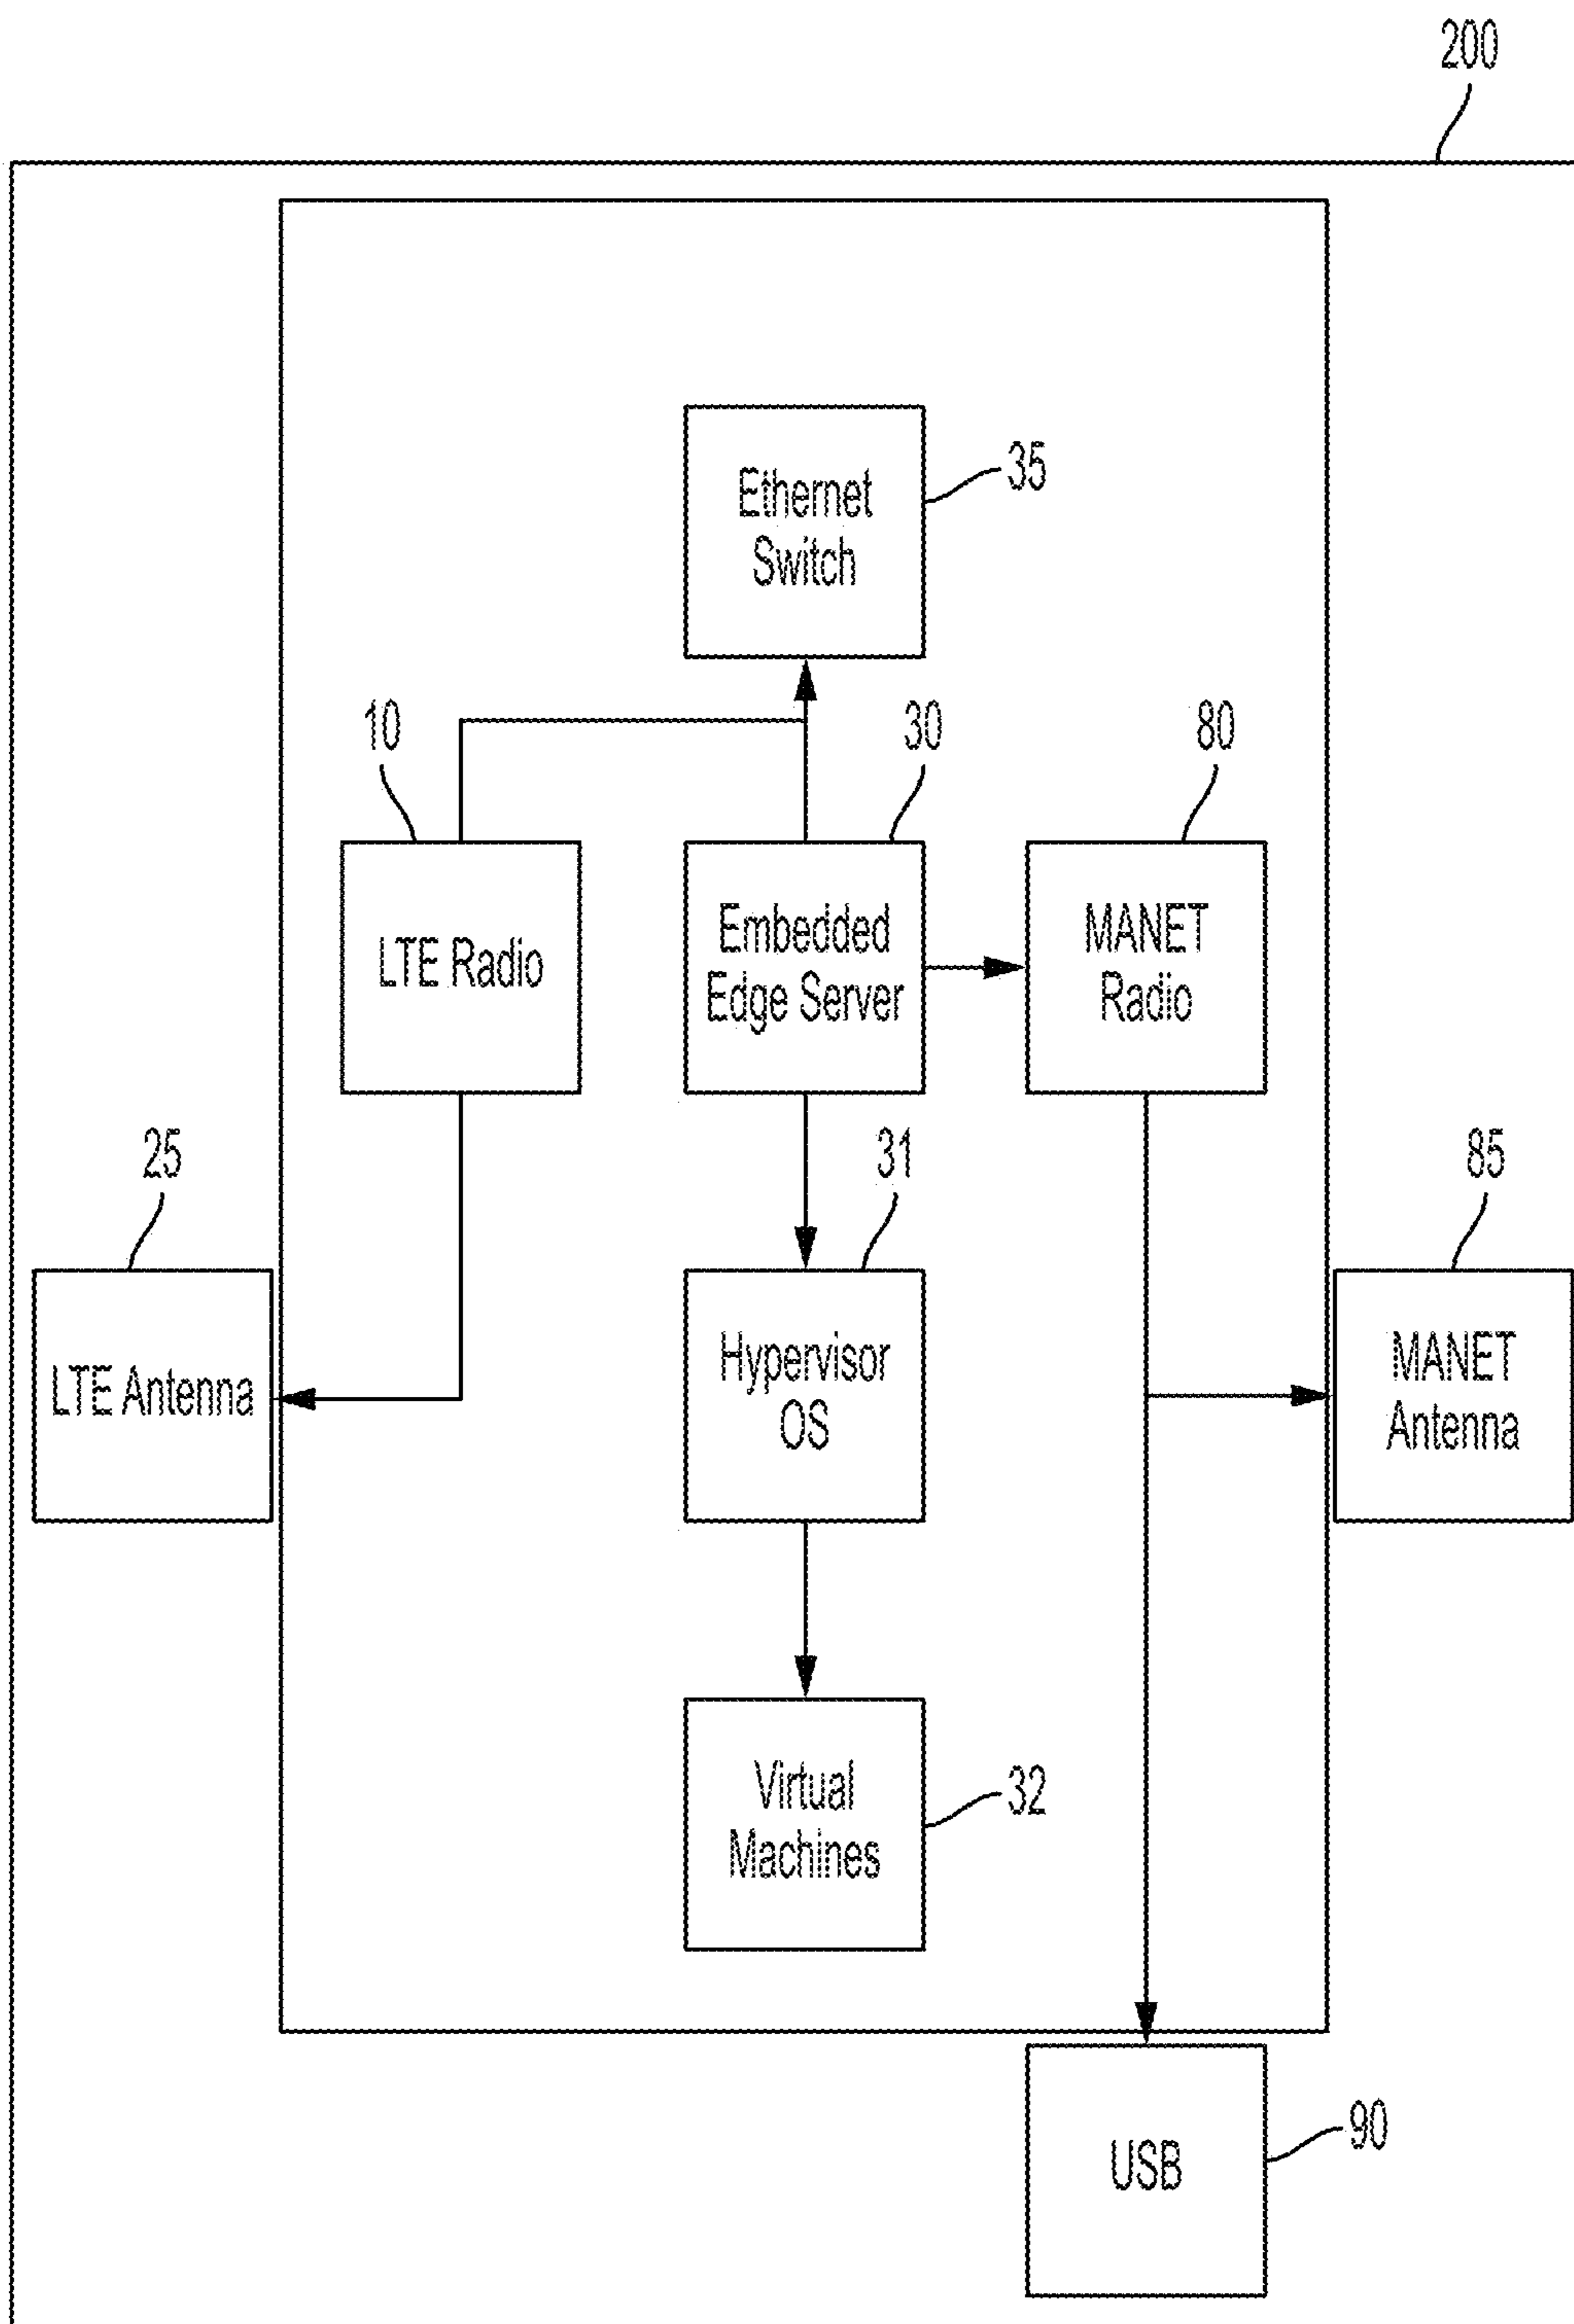 200
Ethernet
Switch
35
10
30
80
LTE Radio
Embedded
Edge Server
MANET
Radio
25
31
85
LTE Antenna
Hypervisor
OS
MANET
Antenna
Virtual
Machines
32
USB
90